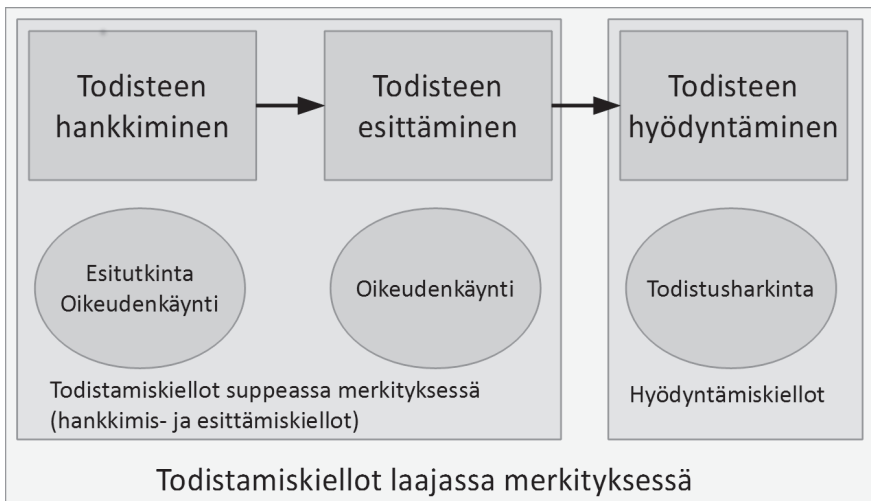 Todisteen
hankkiminen
Todisteen
esittäminen
Todisteen
hyödyntäminen
Esitutkinta
Oikeudenkäynti
Oikeudenkäynti
Todistusharkinta
Todistamiskiellot suppeassa merkityksessä
(hankkimis- ja esittämiskiellot)
Hyödyntämiskiellot
Todistamiskiellot laajassa merkityksessä